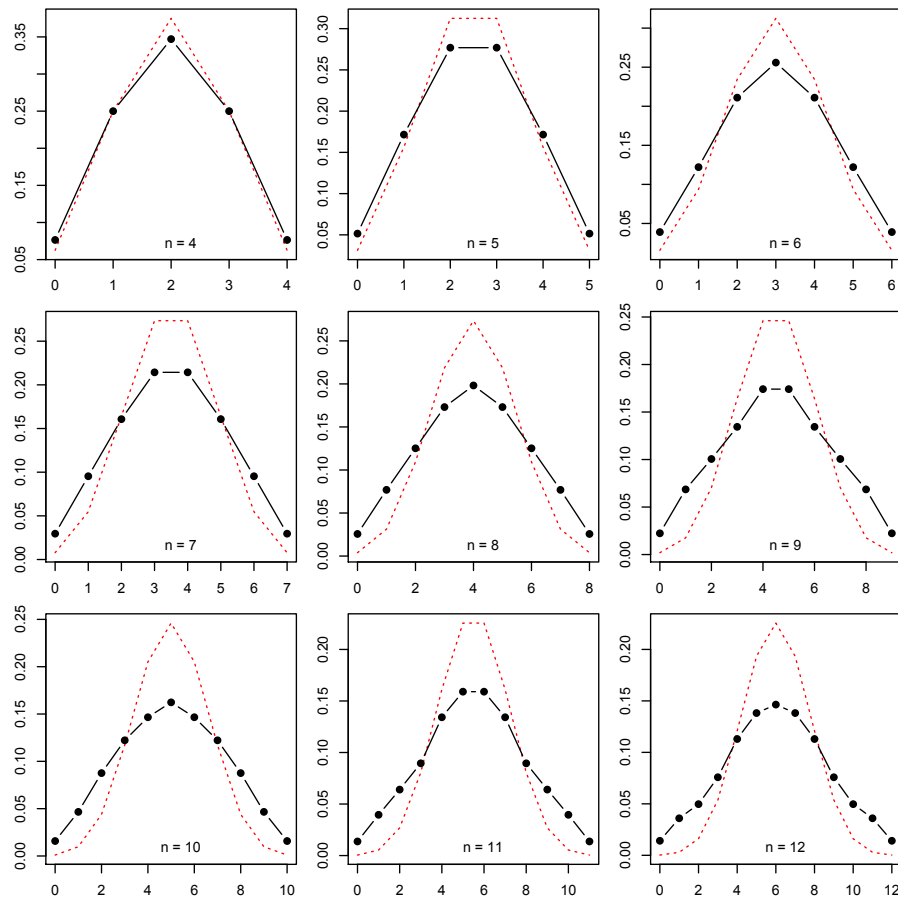 0.05 0.15 0.25 0.35
n = 4
0 1 2 3 4
0.05 0.10 0.15 0.20 0.25 0.30
n = 5
0 1 2 3 4 5
0.05 0.15 0.25
n = 6
0 1 2 3 4 5 6
0.00 0.05 0.10 0.15 0.20 0.25
n = 7
0 1 2 3 4 5 6 7
0.00 0.05 0.10 0.15 0.20 0.25
n = 8
0 2 4 6 8
0.00 0.05 0.10 0.15 0.20 0.25
n = 9
0 2 4 6 8
0.00 0.05 0.10 0.15 0.20 0.25
n = 10
0 2 4 6 8 10
0.00 0.05 0.10 0.15 0.20
n = 11
0 2 4 6 8 10
0.00 0.05 0.10 0.15 0.20
n = 12
0 2 4 6 8 10 12